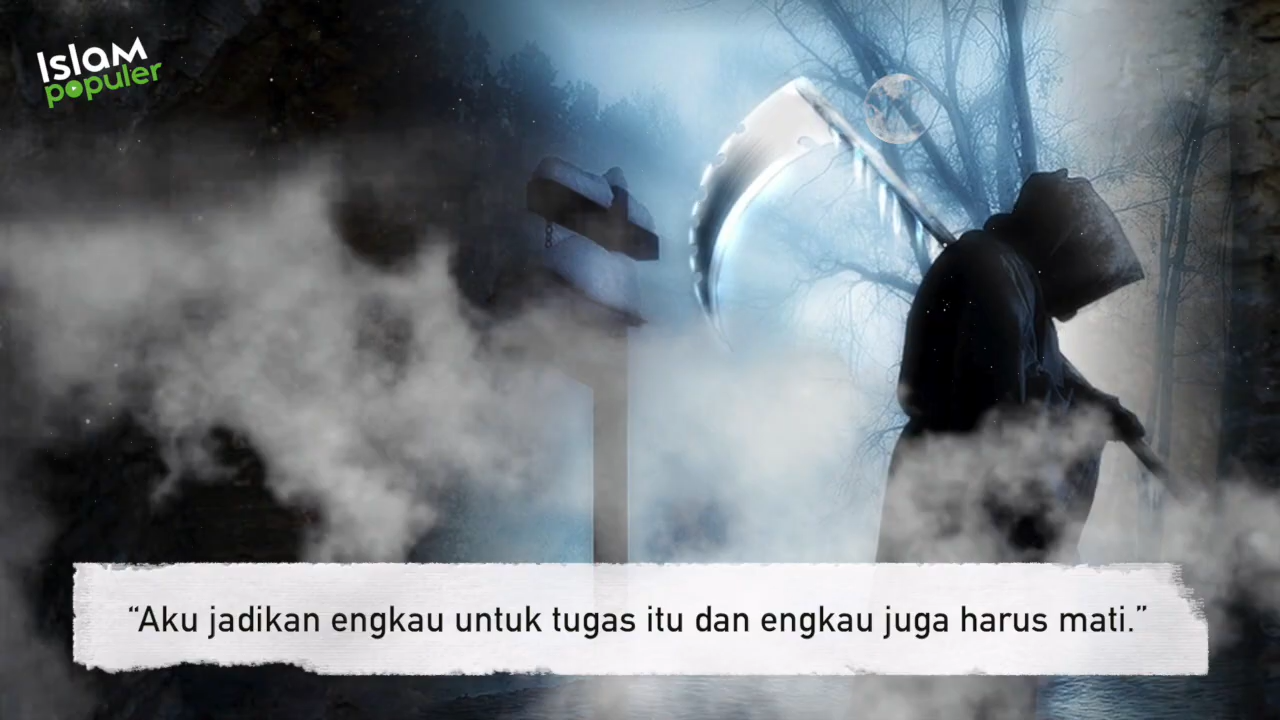 Islam
populer
“Aku jadikan engkau untuk tugas itu dan engkau juga harus mati.”